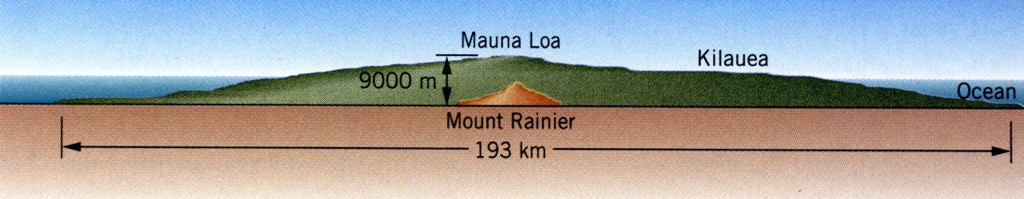 Mauna Loa
Kilauea
9000 m
Ocean
Mount Rainier
193 km